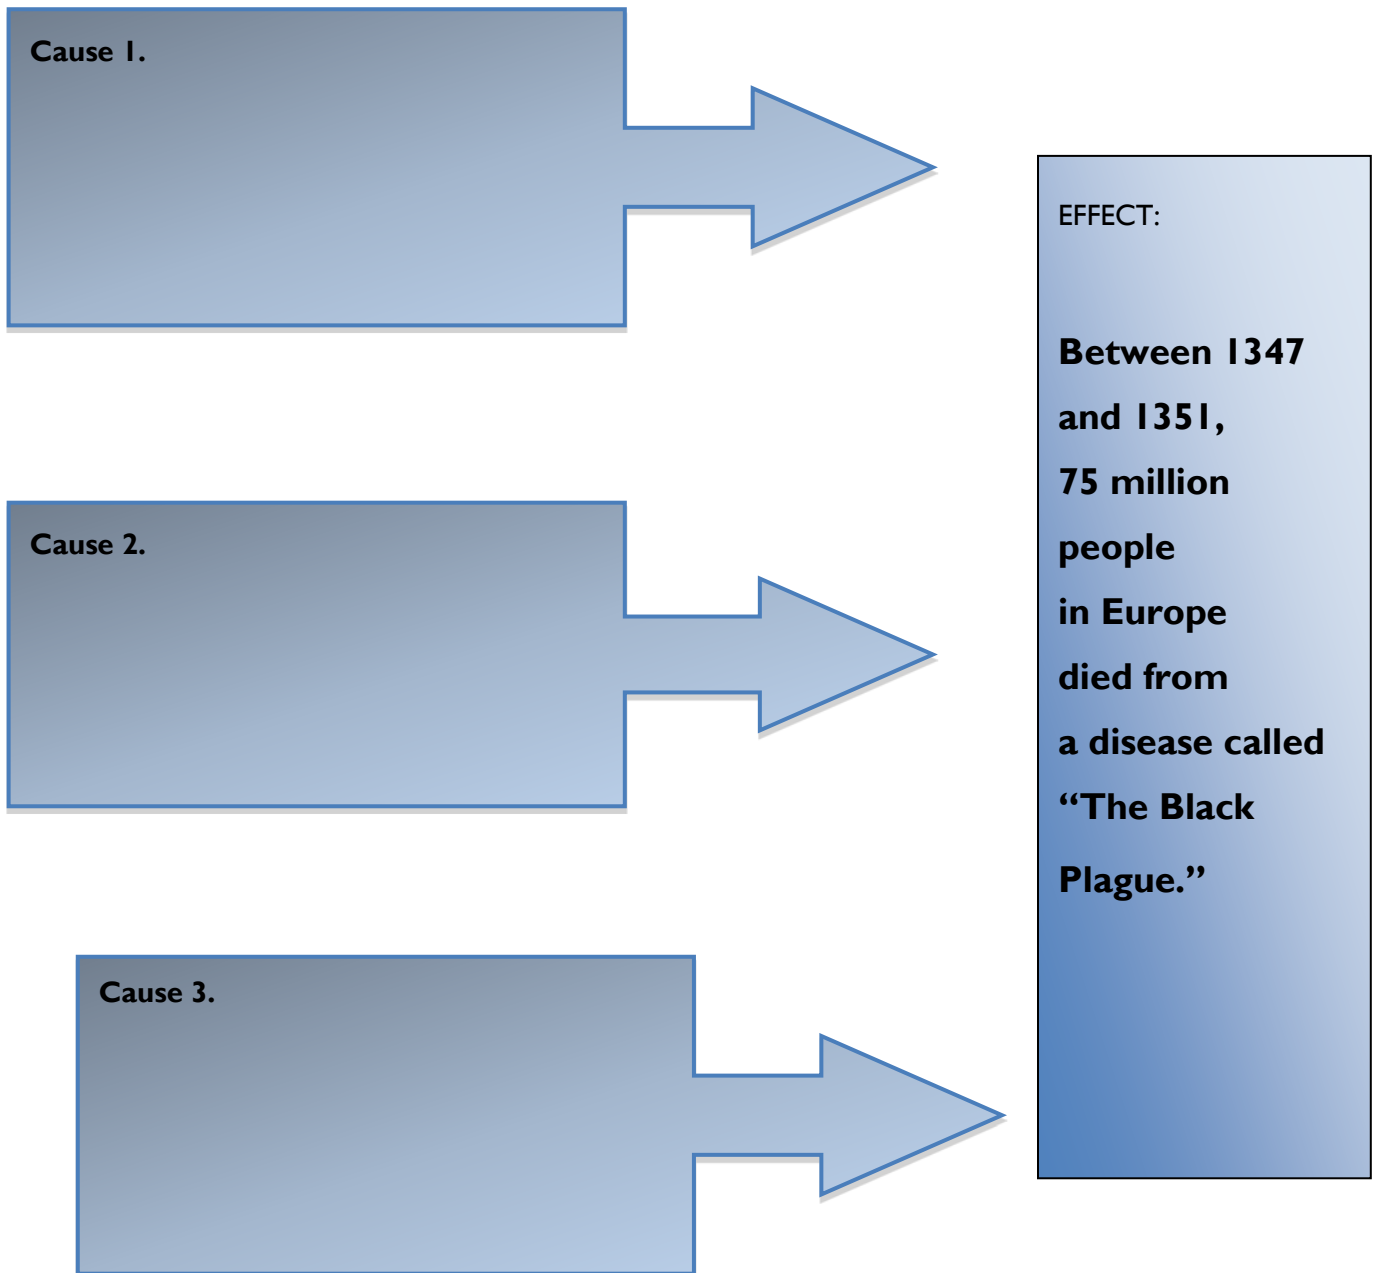 Cause 1.
EFFECT:
Between 1347
and 1351,
75 million
people
in Europe
died from
a disease called
“The Black
Plague.”
Cause 2.
Cause 3.